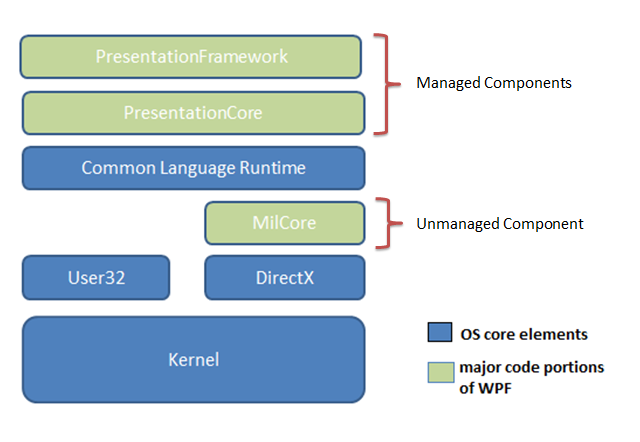 PresentationFramework
Managed Components
PresentationCore
Common Language Runtime
MilCore
Unmanaged Component
User32
DirectX
Kernel
OS core elements
major code portions
of WPF